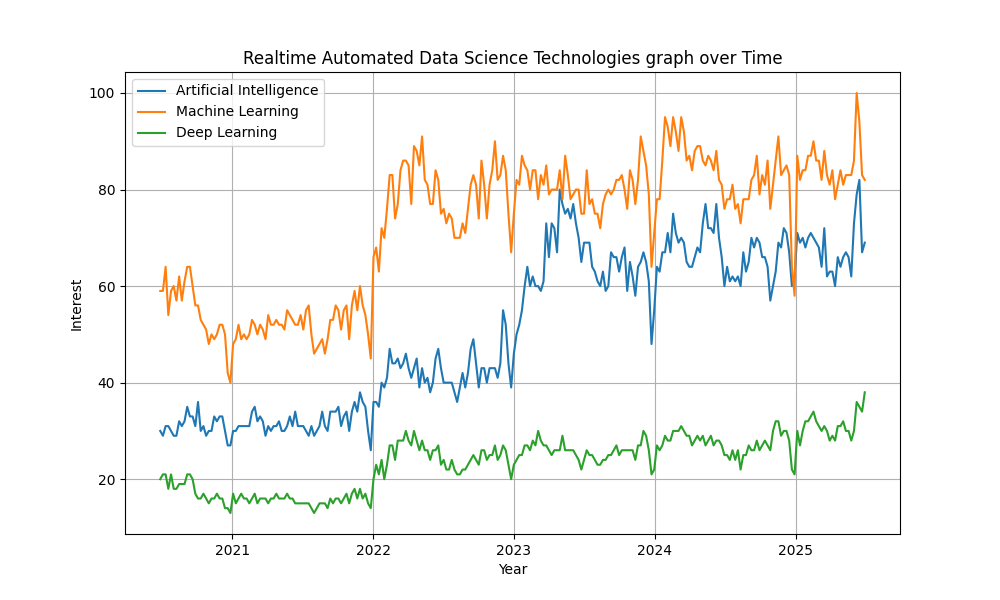 Realtime Automated Data Science Technologies graph over Time
Artificial Intelligence
Machine Learning
Deep Learning
100
80
60
40
20
Interest
2021 2022 2023 2024 2025
Year